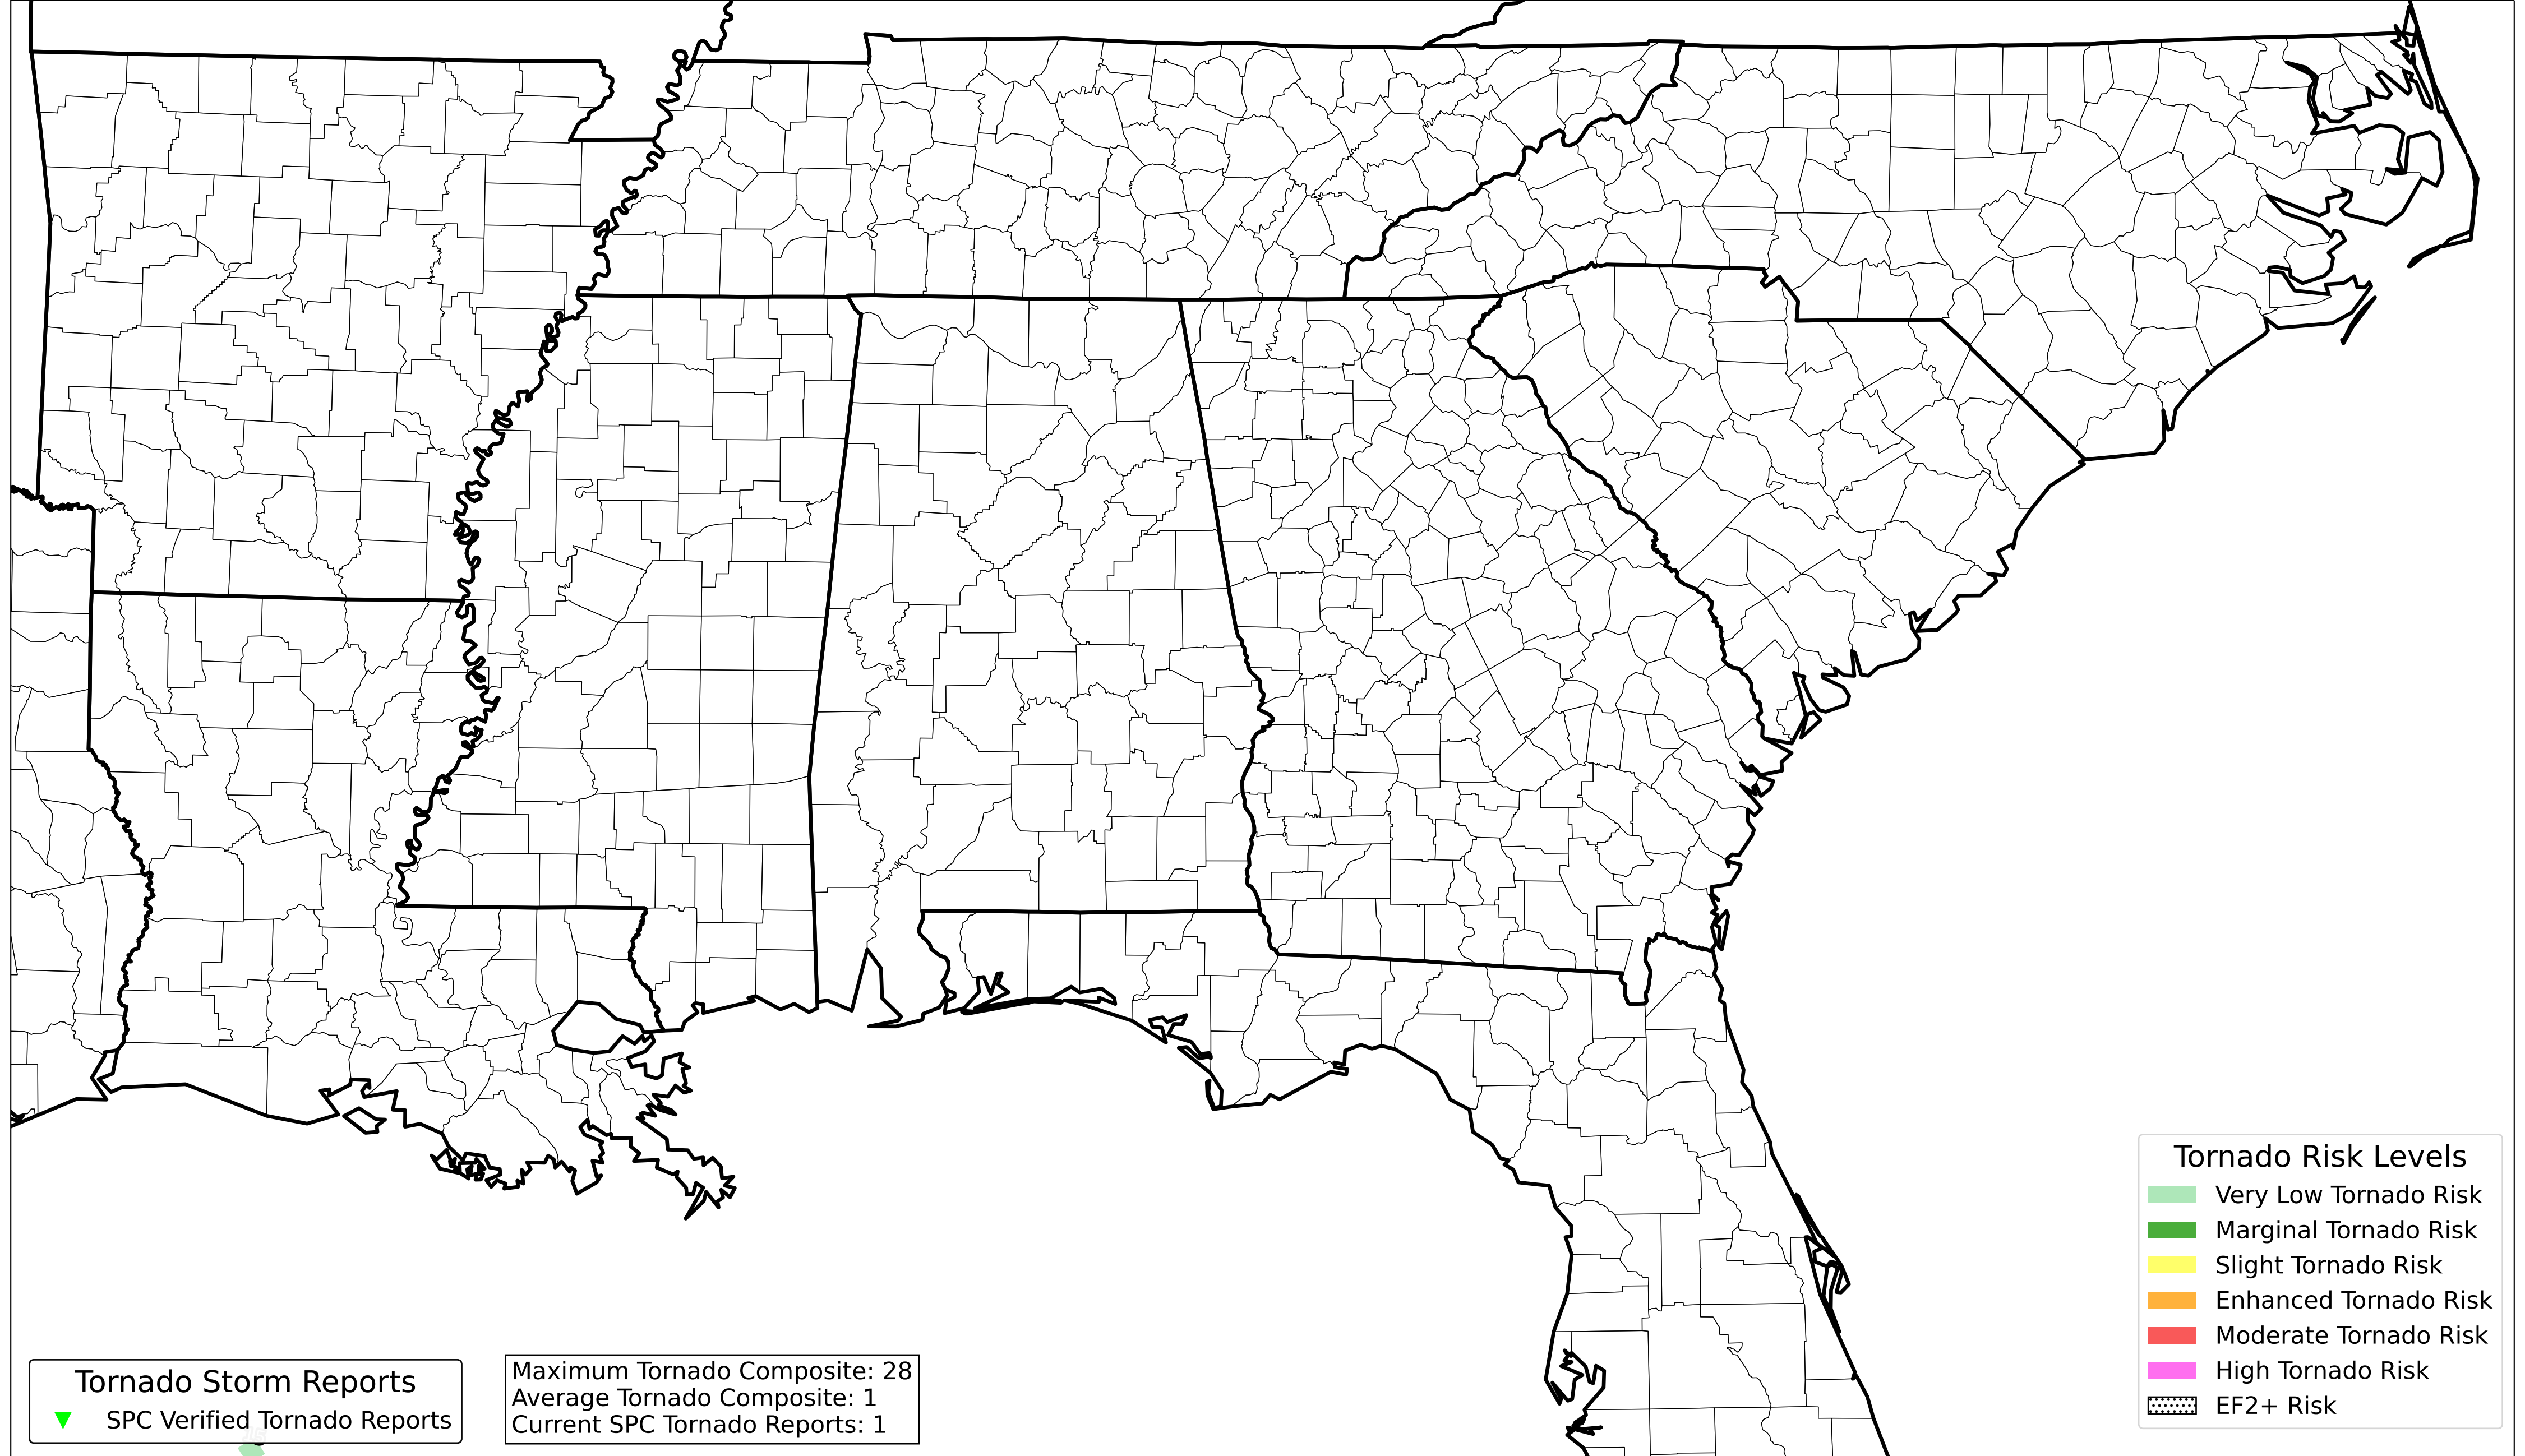 Tornado Risk Levels
Very Low Tornado Risk
Marginal Tornado Risk
Slight Tornado Risk
Enhanced Tornado Risk
Moderate Tornado Risk
High Tornado Risk
EF2+ Risk
Tornado Storm Reports
SPC Verified Tornado Reports
Maximum Tornado Composite: 28
Average Tornado Composite: 1
Current SPC Tornado Reports: 1